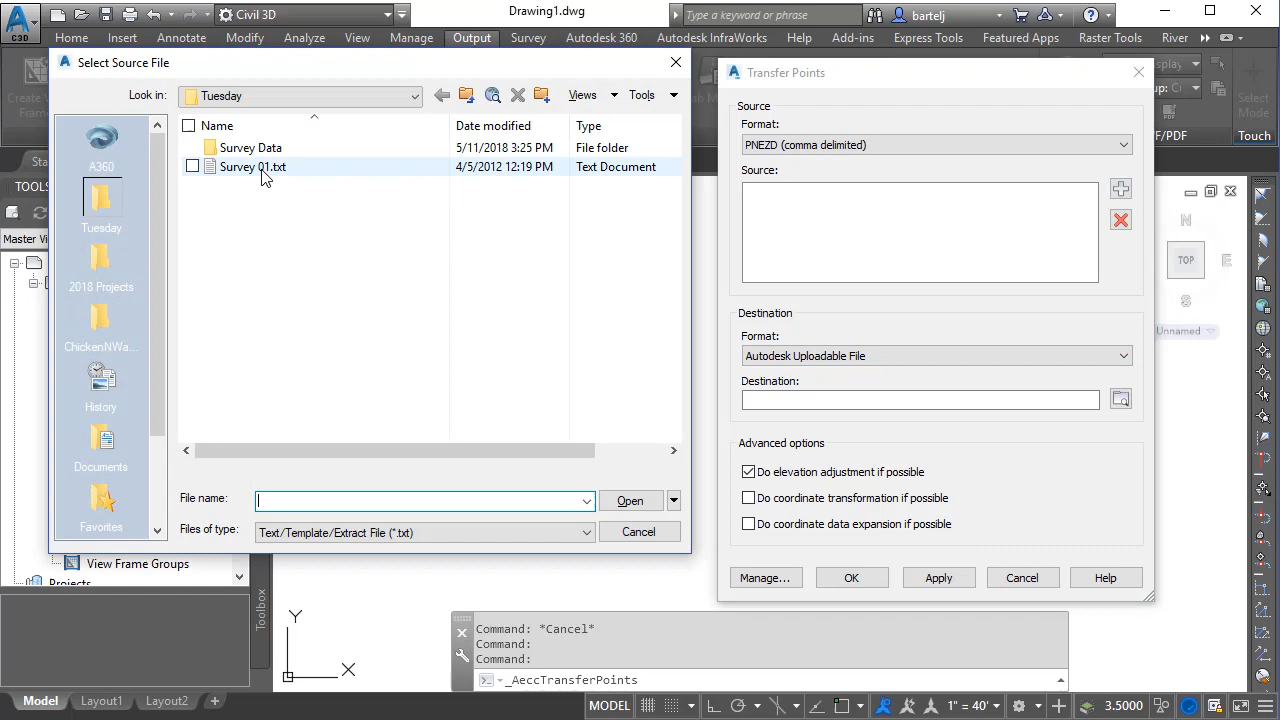 Civil 3D
Drawing1.dwg
Type a keyword or phrase
bartelj
C3D
Home Insert Annotate Modify Analyze View Manage Output Survey Autodesk 360 Autodesk InfraWorks Help Add-ins Express Tools Featured Apps Raster Tools River
Select Source File
Look in:
Tuesday
Views
Tools
Name
Date modified
Type
Survey Data
5/11/2018 3:25 PM
File folder
Survey 01.txt
4/5/2012 12:19 PM
Text Document
A360
Tuesday
2018 Projects
ChickenNWa...
History
Documents
Favorites
File name:
Open
Files of type:
Text/Template/Extract File (*.txt)
Cancel
Transfer Points
Source
Format:
PNEZD (comma delimited)
Source:
Destination
Format:
Autodesk Uploadable File
Destination:
Advanced options
Do elevation adjustment if possible
Do coordinate transformation if possible
Do coordinate data expansion if possible
Manage...
OK
Apply
Cancel
Help
Touch
N
TOP
E
S
Unnamed
View Frame Groups
Toolbox
Y
X
Command: *Cancel*
Command:
Command:
_AeccTransferPoints
Model Layout1 Layout2 +
MODEL
1" = 40'
3.5000